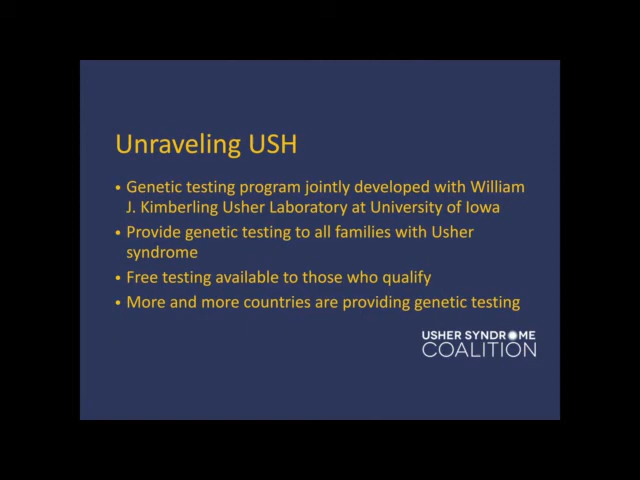 Unraveling USH
• Genetic testing program jointly developed with William
J. Kimberling Usher Laboratory at University of Iowa
• Provide genetic testing to all families with Usher
syndrome
• Free testing available to those who qualify
• More and more countries are providing genetic testing
USHER SYNDROME
COALITION